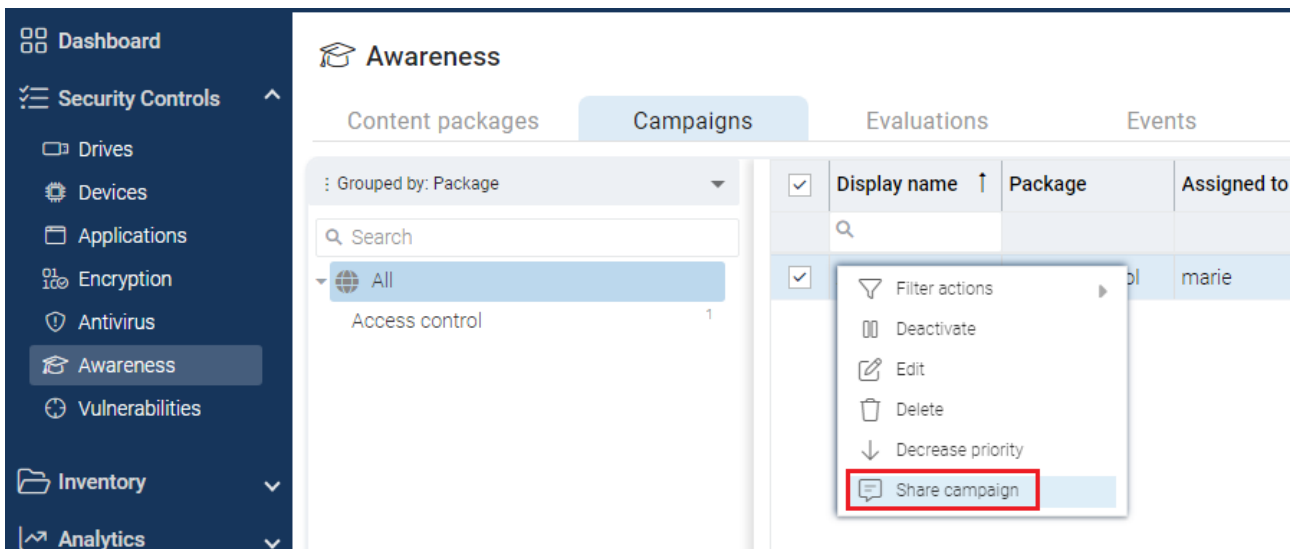 Dashboard
Security Controls
Drives
Devices
Applications
Encryption
Antivirus
Awareness
Vulnerabilities
Inventory
Analytics
Awareness
Content packages
Campaigns
Evaluations
Events
Grouped by: Package
Search
All
Access control 1
Display name Package Assigned to
ol marie
Filter actions
Deactivate
Edit
Delete
Decrease priority
Share campaign